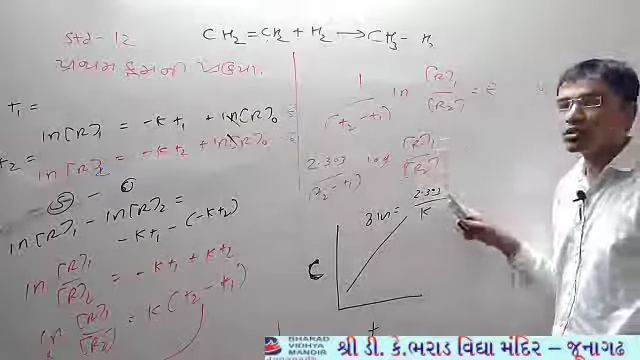 Std - 12
CH2 = CH2 + H2 → CH3 -
પ્રથમ ક્રમની પ્રક્રિયા.
t1 =
ln[R]1 = -Kt1 + ln[R]0
t2 =
ln[R]2 = -Kt2 + ln[R]0
ln[R]1 - ln[R]2 =
-Kt1 - (-Kt2)
ln [R]1/[R]2 = -Kt1 + Kt2
ln [R]1/[R]2 = K(t2 - t1)
1/(t2 - t1) ln [R]1/[R]2 = K
2.303/(t2 - t1) log [R]1/[R]2
2.303/K
C
t
BHARAD
VIDHYA
MANDIR
શ્રી ડી. કે.ભરાડ વિદ્યા મંદિર – જૂનાગઢ